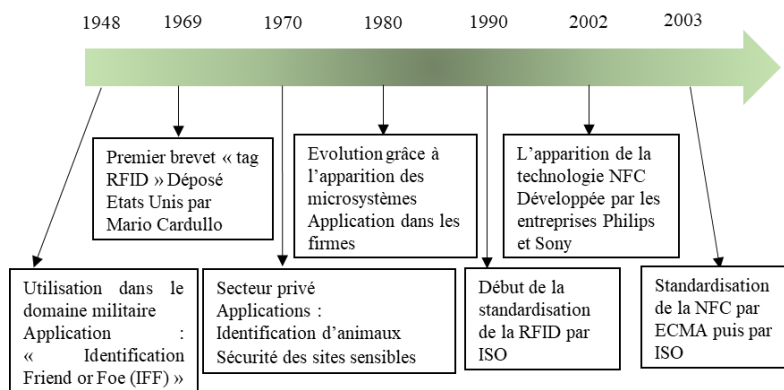 1948 1969 1970 1980 1990 2002 2003
Premier brevet « tag
RFID » Déposé
Etats Unis par
Mario Cardullo
Evolution grâce à
l’apparition des
microsystèmes
Application dans les
firmes
L’apparition de la
technologie NFC
Développée par les
entreprises Philips
et Sony
Utilisation dans le
domaine militaire
Application :
« Identification
Friend or Foe (IFF) »
Secteur privé
Applications :
Identification d’animaux
Sécurité des sites sensibles
Début de la
standardisation
de la RFID par
ISO
Standardisation
de la NFC par
ECMA puis par
ISO